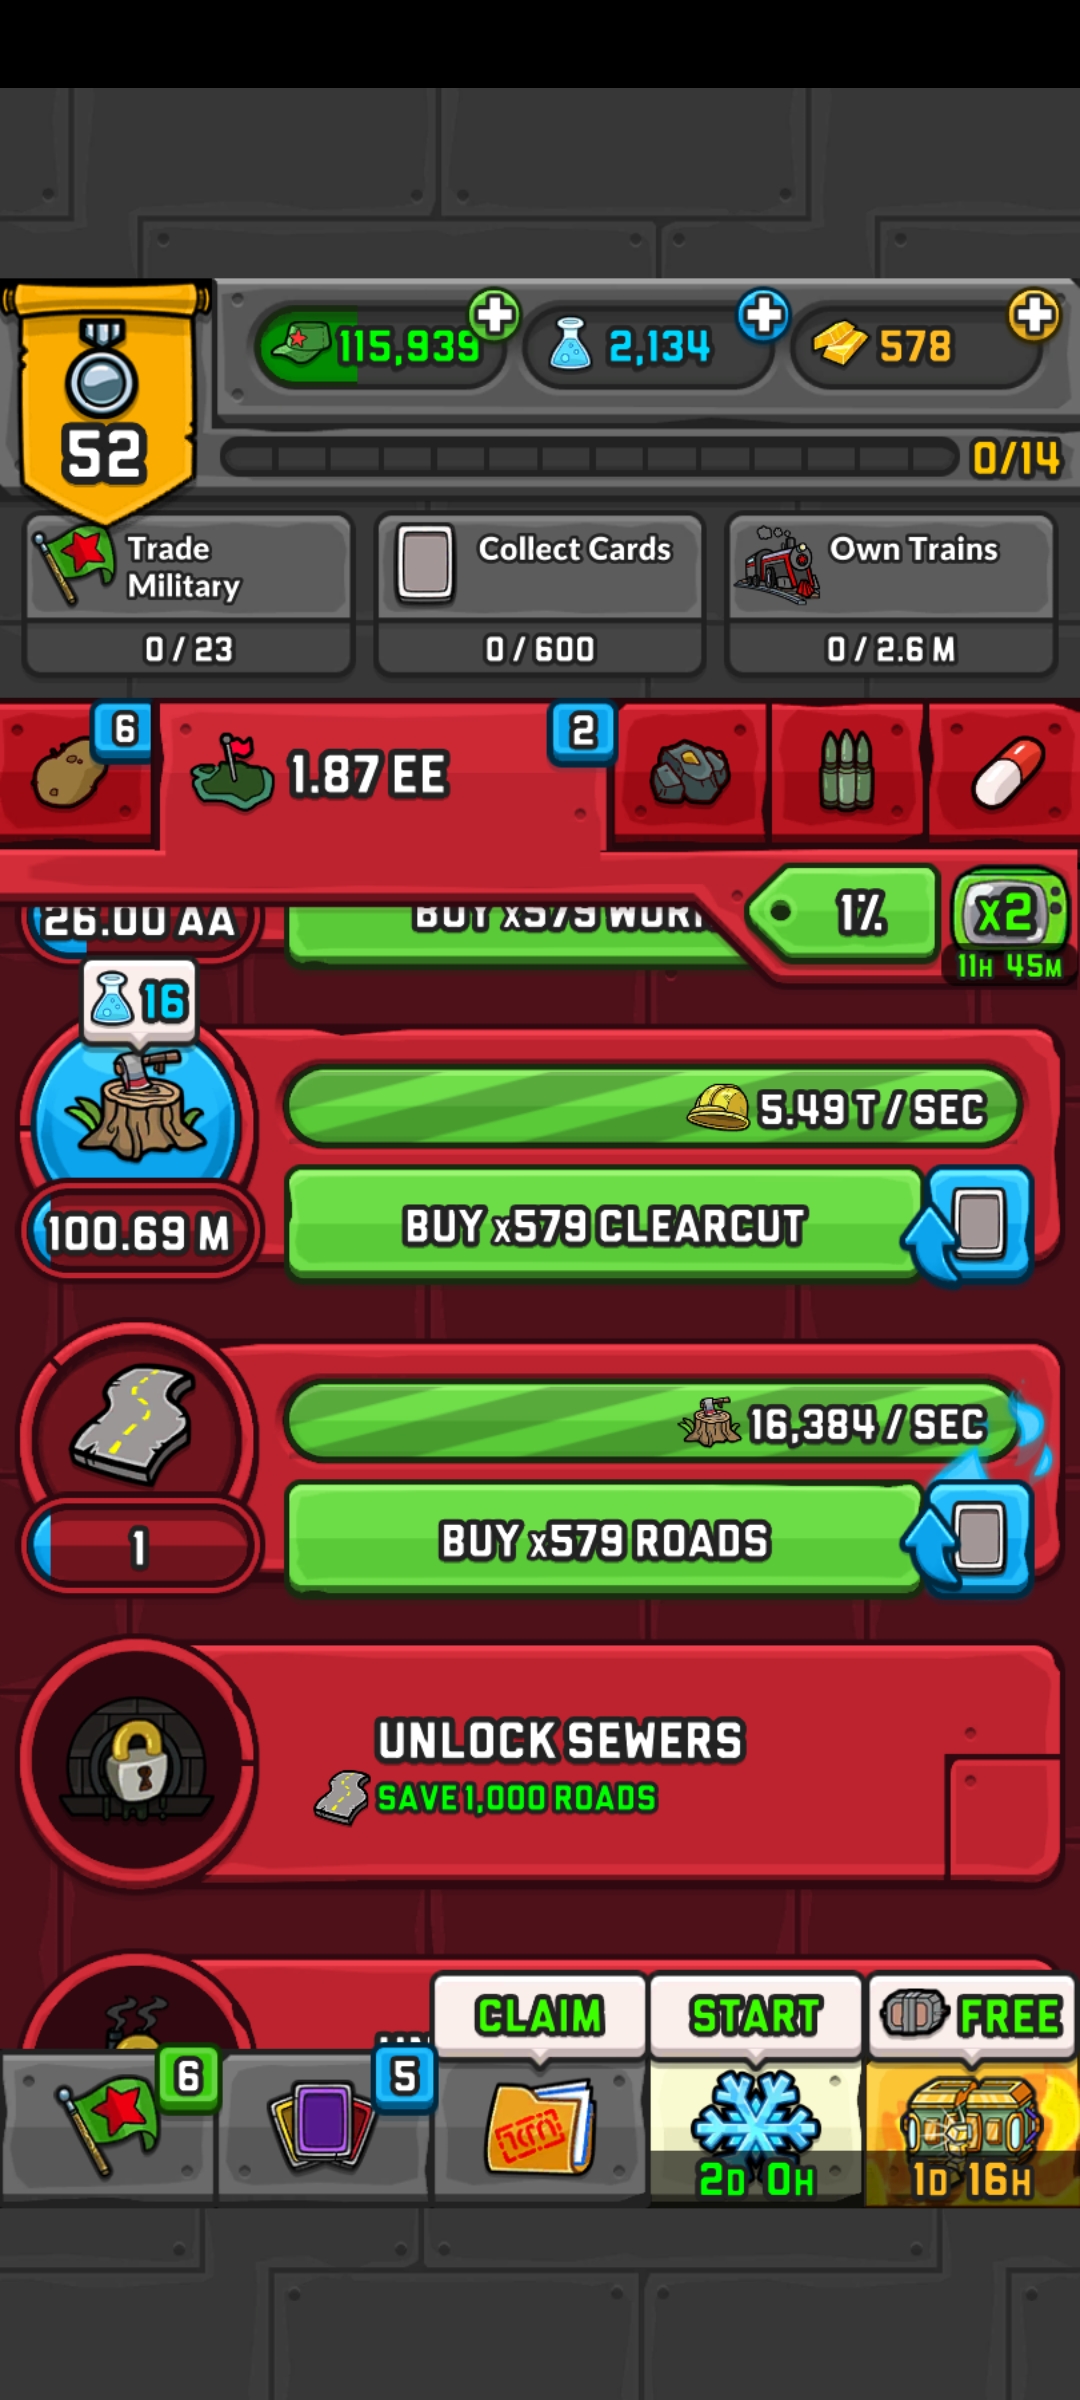 115,939
2,134
578
52
0/14
Trade Military
Collect Cards
Own Trains
0 / 23
0 / 600
0 / 2.6 M
6
1.87 EE
2
1%
x2
11H 45M
26.00 AA
BUY x579
16
5.49 T / SEC
100.69 M
BUY x579 CLEARCUT
16,384 / SEC
1
BUY x579 ROADS
UNLOCK SEWERS
SAVE 1,000 ROADS
CLAIM
START
FREE
6
5
2D 0H
1D 16H